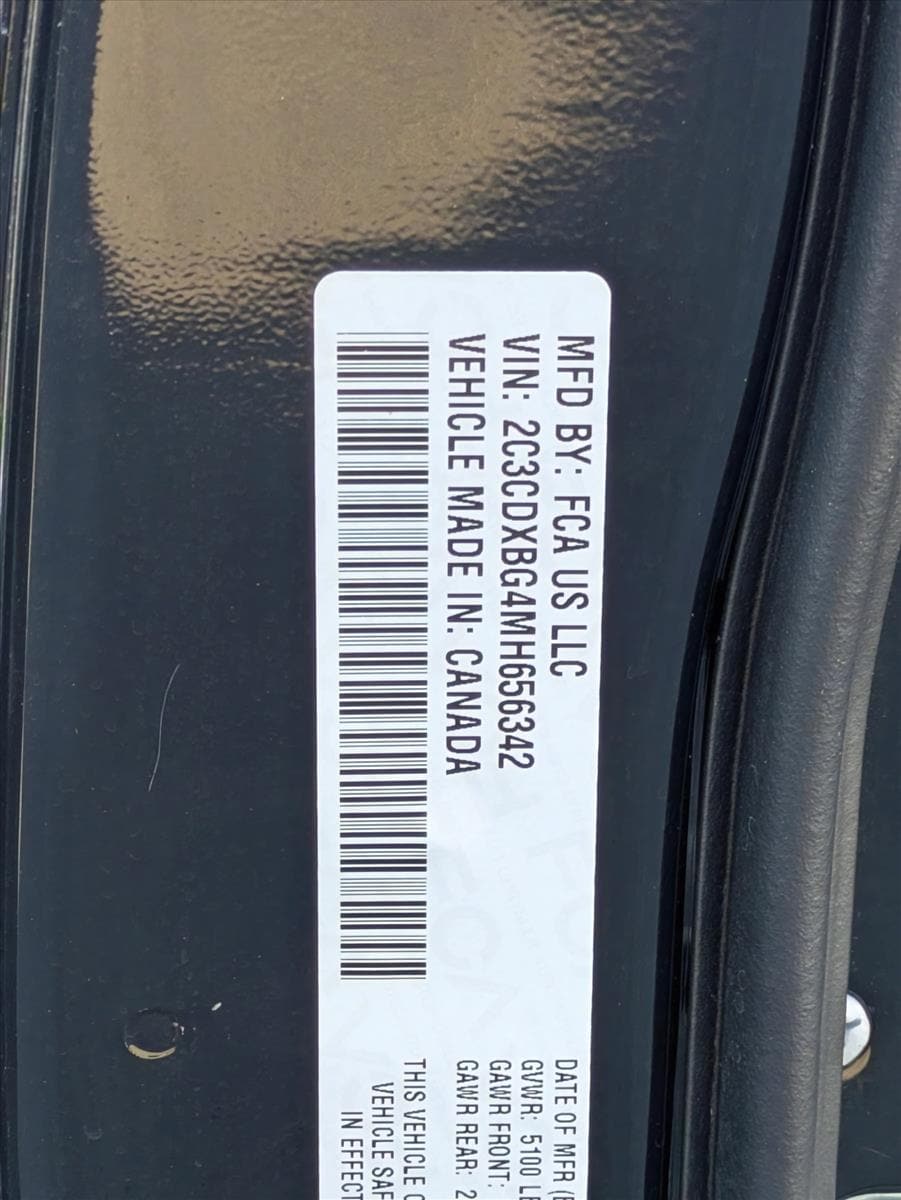 MFD BY: FCA US LLC
VIN: 2C3CDXBG4MH656342
VEHICLE MADE IN: CANADA
DATE OF MFR
GVWR: 5100
GAWR FRONT:
GAWR REAR:
THIS VEHICLE
VEHICLE
IN EFFECT